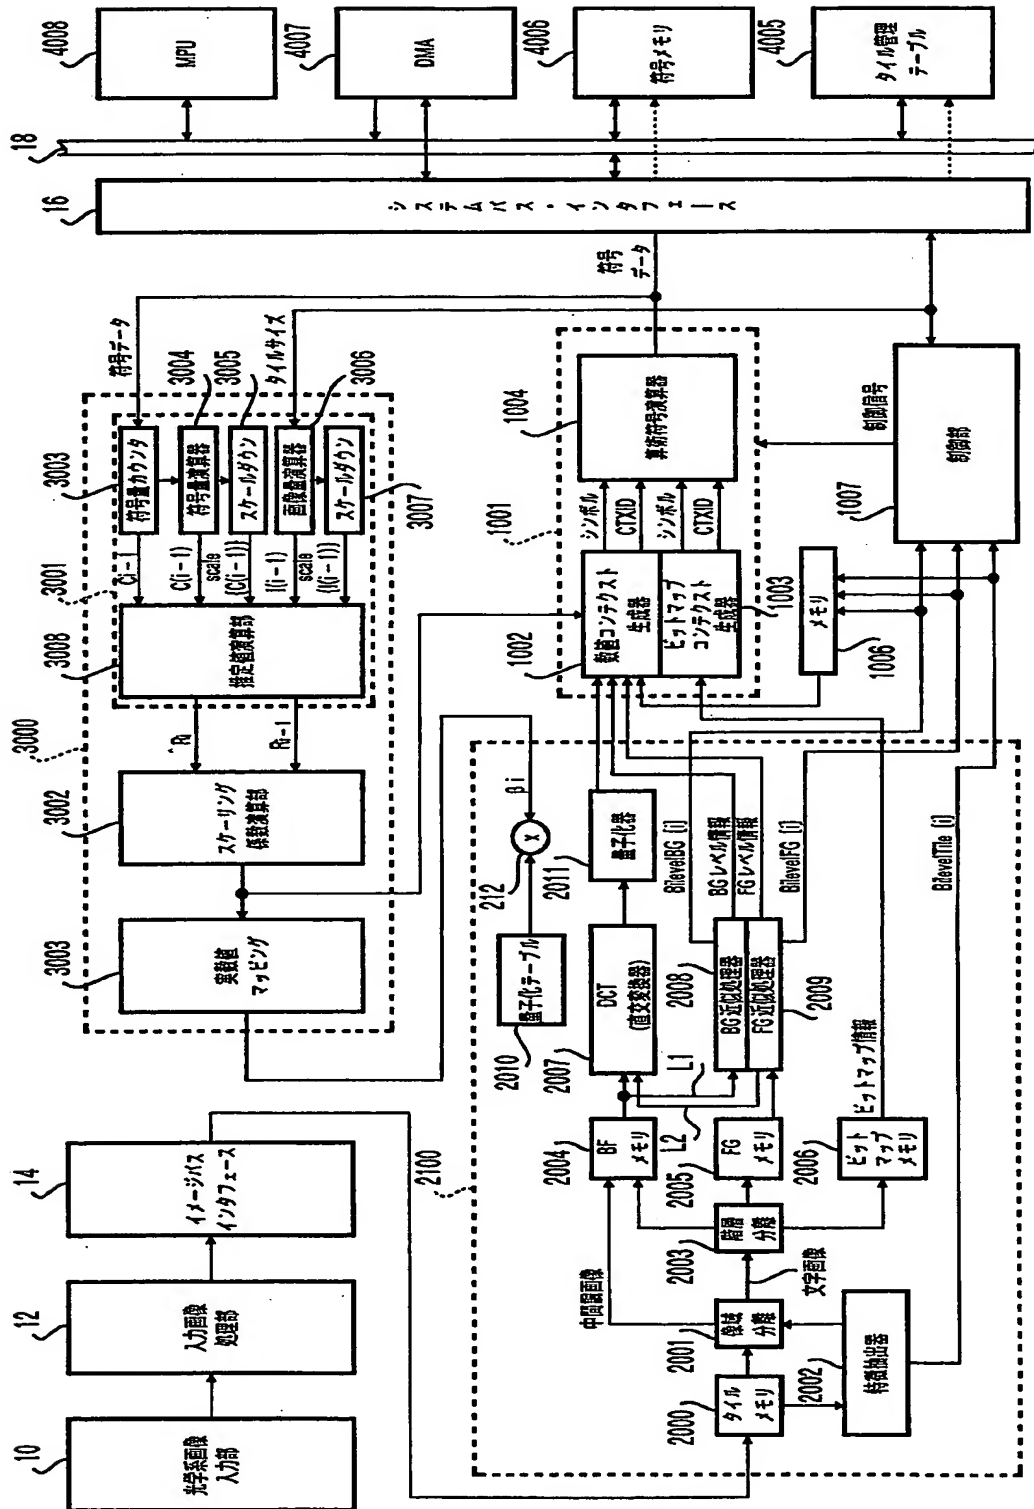 10
光学系画像
入力部
12
入力画像
処理部
14
イメージバス
インタフェース
3000
3003
実数値
マッピング
3002
スケーリング
係数演算部
^Ri
Ri-1
3001
3008
推定値演算部
Ci-1
C(i-1)
scale
(C(i-1))
I(i-1)
scale
(I(i-1))
3003
符号量カウンタ
3004
符号量演算器
3005
スケールダウン
3006
画像量演算器
3007
スケールダウン
符号データ
タイルサイズ
16
システムバス・インタフェース
18
4008
MPU
4007
DMA
4006
符号メモリ
4005
タイル管理
テーブル
2100
2000
タイル
メモリ
2001
像域
分離
2002
特徴抽出器
中間調画像
文字画像
2003
階層
分離
2004
BF
メモリ
2005
FG
メモリ
2006
ビット
マップ
メモリ
L2
L1
2007
DCT
(直交変換器)
2008
BG近似処理器
FG近似処理器
2009
2010
量子化テーブル
212
x
βi
2011
量子化器
BilevelBG [i]
BGレベル情報
FGレベル情報
BilevelFG [i]
ビットマップ情報
BilevelTile [i]
1001
1002
数値コンテクスト
生成器
ビットマップ
コンテクスト
生成器
1003
シンボル
CTXID
シンボル
CTXID
1004
算術符号演算器
符号
データ
1006
メモリ
1007
制御部
制御信号